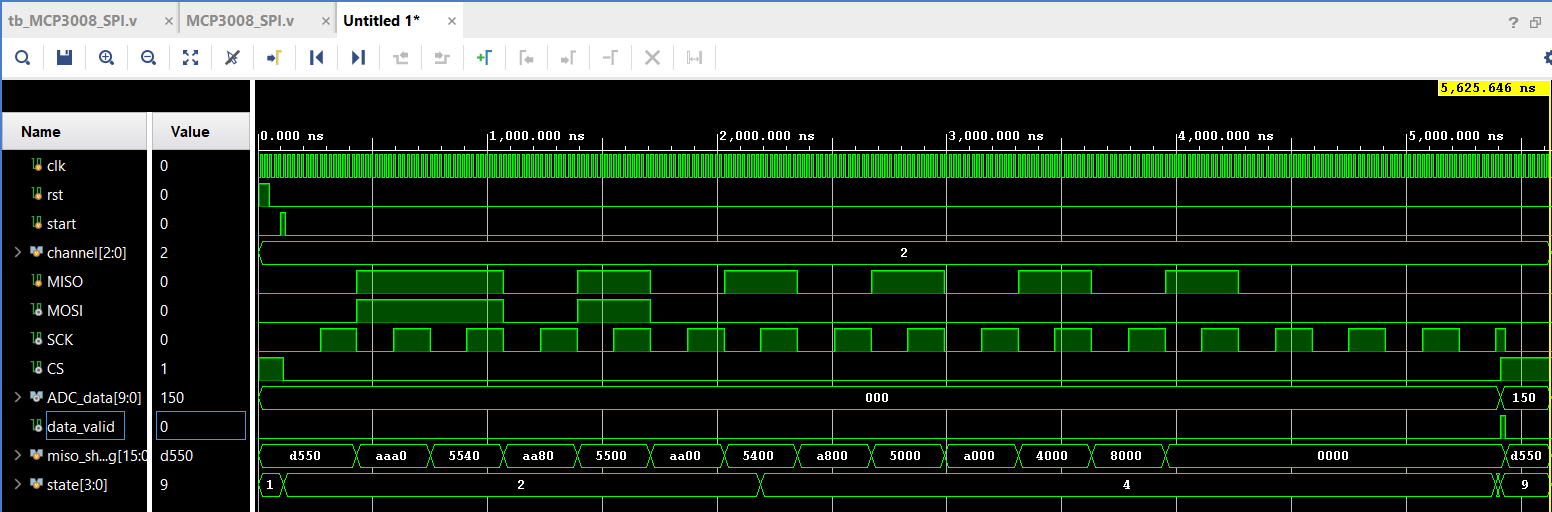 tb_MCP3008_SPI.v × MCP3008_SPI.v × Untitled 1* ×
?
5,625.646 ns
Name Value
0.000 ns 1,000.000 ns 2,000.000 ns 3,000.000 ns 4,000.000 ns 5,000.000 ns
clk 0
rst 0
start 0
channel[2:0] 2 2
MISO 0
MOSI 0
SCK 0
CS 1
ADC_data[9:0] 150 000 150
data_valid 0
miso_sh...g[15:0 d550 d550 aaa0 5540 aa80 5500 aa00 5400 a800 5000 a000 4000 8000 0000 d550
state[3:0] 9 1 2 4 9